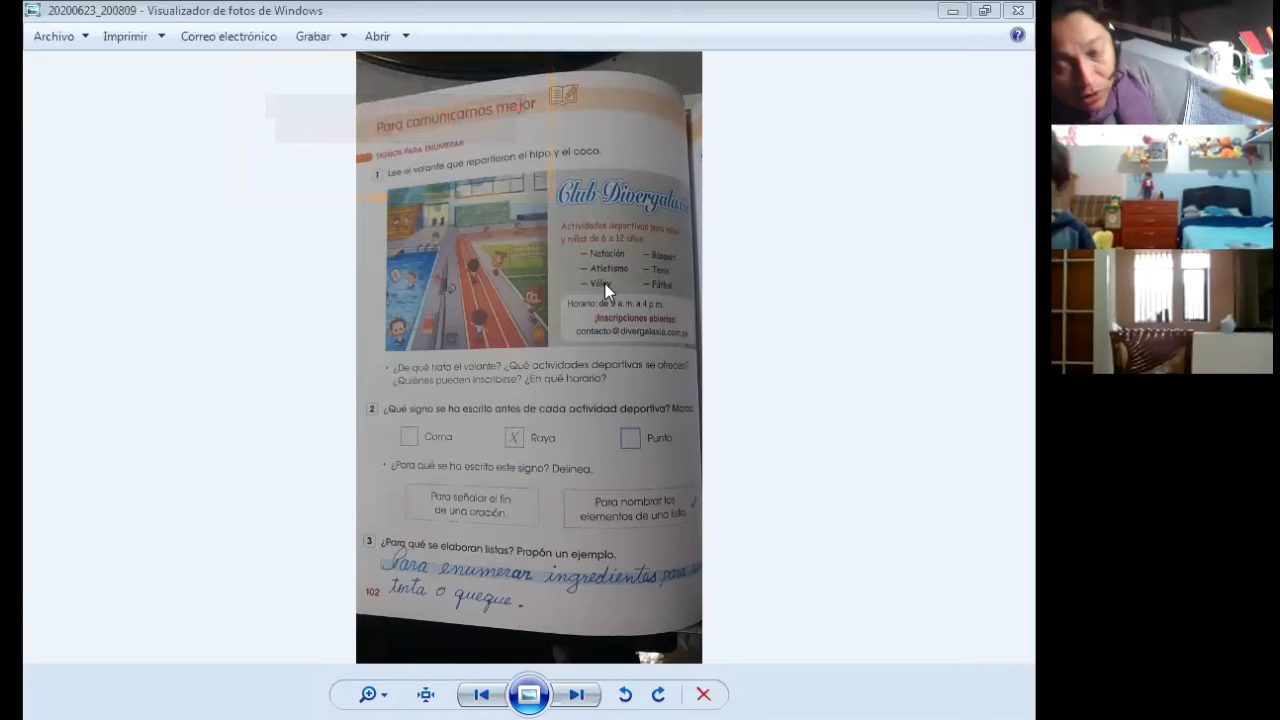 20200623_200809 - Visualizador de fotos de Windows
Archivo Imprimir Correo electrónico Grabar Abrir
Para comunicarnos mejor
SIGNOS PARA ENUMERAR
1 Lee el volante que repartieron el hipo y el coco.
Club Divergala
Actividades deportivas para niños
y niñas de 6 a 12 años:
– Natación – Básquet
– Atletismo – Tenis
– Vóley – Fútbol
Horario: de 9 a.m. a 4 p.m.
¡Inscripciones abiertas!
contacto@divergalaxia.com.pe
• ¿De qué trata el volante? ¿Qué actividades deportivas se ofrecen?
¿Quiénes pueden inscribirse? ¿En qué horario?
2 ¿Qué signo se ha escrito antes de cada actividad deportiva? Marc
Coma X Raya Punto
• ¿Para qué se ha escrito este signo? Delinea.
Para señalar el fin
de una oración.
Para nombrar los
elementos de una lista.
3 ¿Para qué se elaboran listas? Propón un ejemplo.
Para enumerar ingredientes para
torta o queque.
102